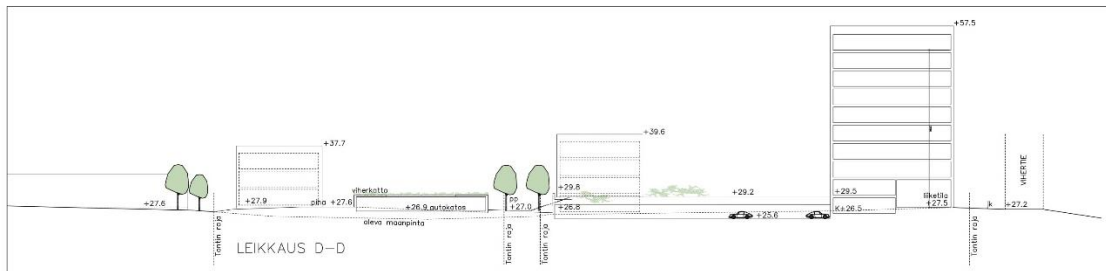 +57.5
+37.7
+39.6
viherkatto
+29.8
+29.2
+29.5
liiketila
VIHERTIE
+27.6
+27.9
piha +27.6
+26.9 autokatos
pp
+27.0
+26.8
+25.6
K+26.5
+27.5
jk
+27.2
oleva maanpinta
Tontin raja
Tontin raja
Tontin raja
Tontin raja
LEIKKAUS D-D